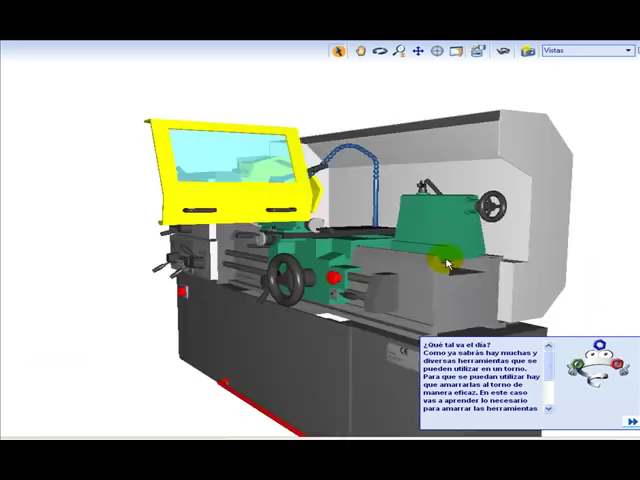 Vistas
¿Qué tal va el día?
Como ya sabrás hay muchas y
diversas herramientas que se
pueden utilizar en un torno.
Para que se puedan utilizar hay
que amarrarlas al torno de
manera eficaz. En este caso
vas a aprender lo necesario
para amarrar las herramientas
CE